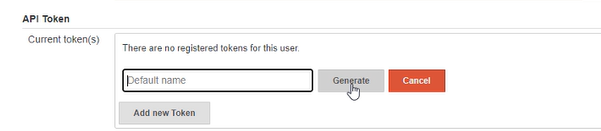 API Token
Current token(s)
There are no registered tokens for this user.
Default name
Generate
Cancel
Add new Token